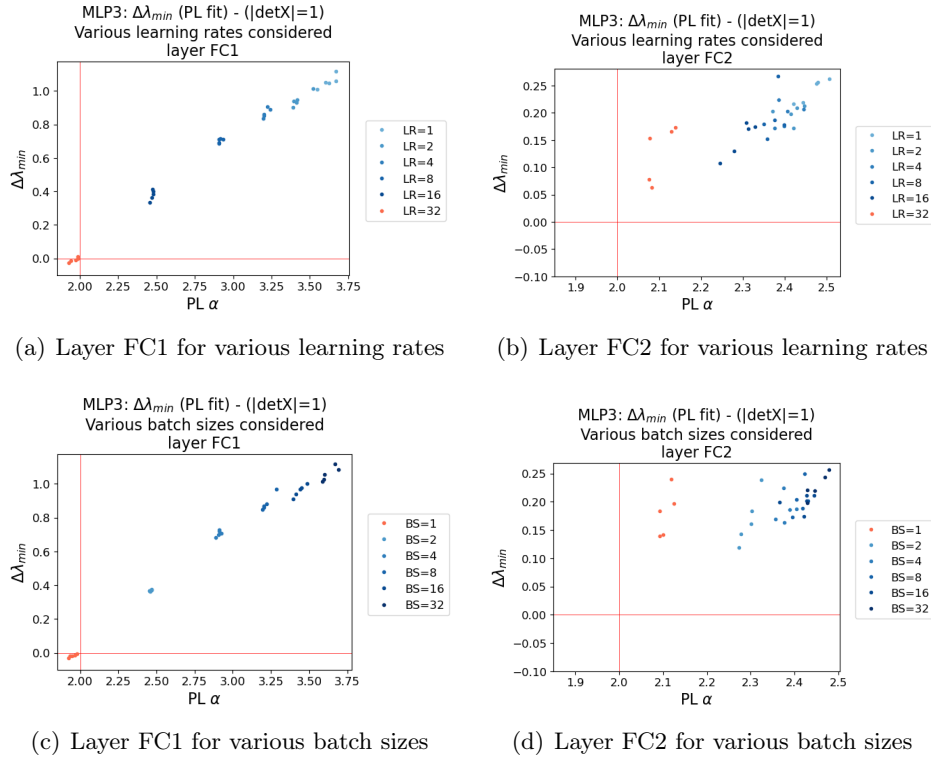 MLP3: Δλmin (PL fit) - (|detX|=1)
Various learning rates considered
layer FC1
1.0
0.8
0.6
0.4
0.2
0.0
Δλmin
2.00 2.25 2.50 2.75 3.00 3.25 3.50 3.75
PL α
LR=1
LR=2
LR=4
LR=8
LR=16
LR=32
(a) Layer FC1 for various learning rates
MLP3: Δλmin (PL fit) - (|detX|=1)
Various learning rates considered
layer FC2
0.25
0.20
0.15
0.10
0.05
0.00
−0.05
−0.10
Δλmin
1.9 2.0 2.1 2.2 2.3 2.4 2.5
PL α
LR=1
LR=2
LR=4
LR=8
LR=16
LR=32
(b) Layer FC2 for various learning rates
MLP3: Δλmin (PL fit) - (|detX|=1)
Various batch sizes considered
layer FC1
1.0
0.8
0.6
0.4
0.2
0.0
Δλmin
2.00 2.25 2.50 2.75 3.00 3.25 3.50 3.75
PL α
BS=1
BS=2
BS=4
BS=8
BS=16
BS=32
(c) Layer FC1 for various batch sizes
MLP3: Δλmin (PL fit) - (|detX|=1)
Various batch sizes considered
layer FC2
0.25
0.20
0.15
0.10
0.05
0.00
−0.05
−0.10
Δλmin
1.9 2.0 2.1 2.2 2.3 2.4 2.5
PL α
BS=1
BS=2
BS=4
BS=8
BS=16
BS=32
(d) Layer FC2 for various batch sizes